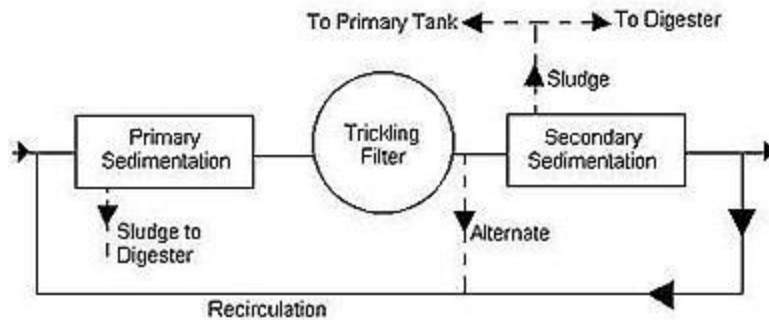 To Primary Tank
To Digester
Sludge
Primary
Sedimentation
Trickling
Filter
Secondary
Sedimentation
Sludge to
Digester
Alternate
Recirculation